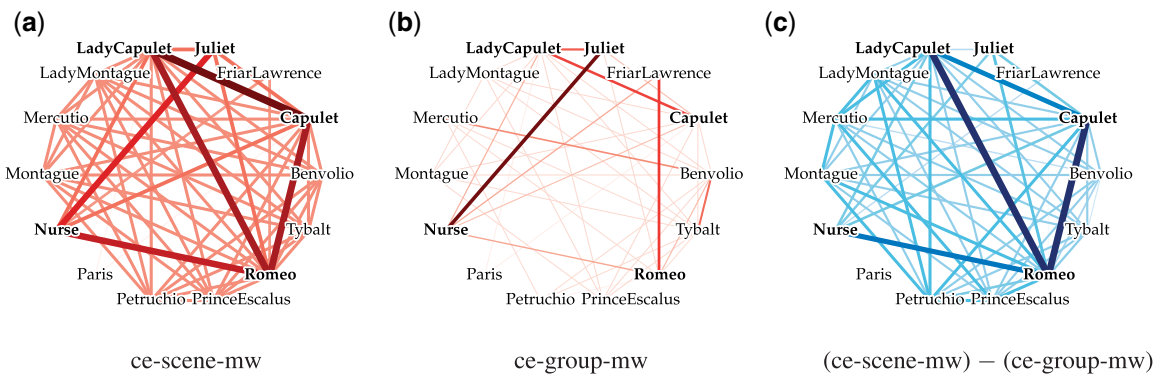 (a)
LadyCapulet Juliet
LadyMontague FriarLawrence
Mercutio Capulet
Montague Benvolio
Nurse Tybalt
Paris Romeo
Petruchio PrinceEscalus
ce-scene-mw
(b)
LadyCapulet Juliet
LadyMontague FriarLawrence
Mercutio Capulet
Montague Benvolio
Nurse Tybalt
Paris Romeo
Petruchio PrinceEscalus
ce-group-mw
(c)
LadyCapulet Juliet
LadyMontague FriarLawrence
Mercutio Capulet
Montague Benvolio
Nurse Tybalt
Paris Romeo
Petruchio PrinceEscalus
(ce-scene-mw) − (ce-group-mw)